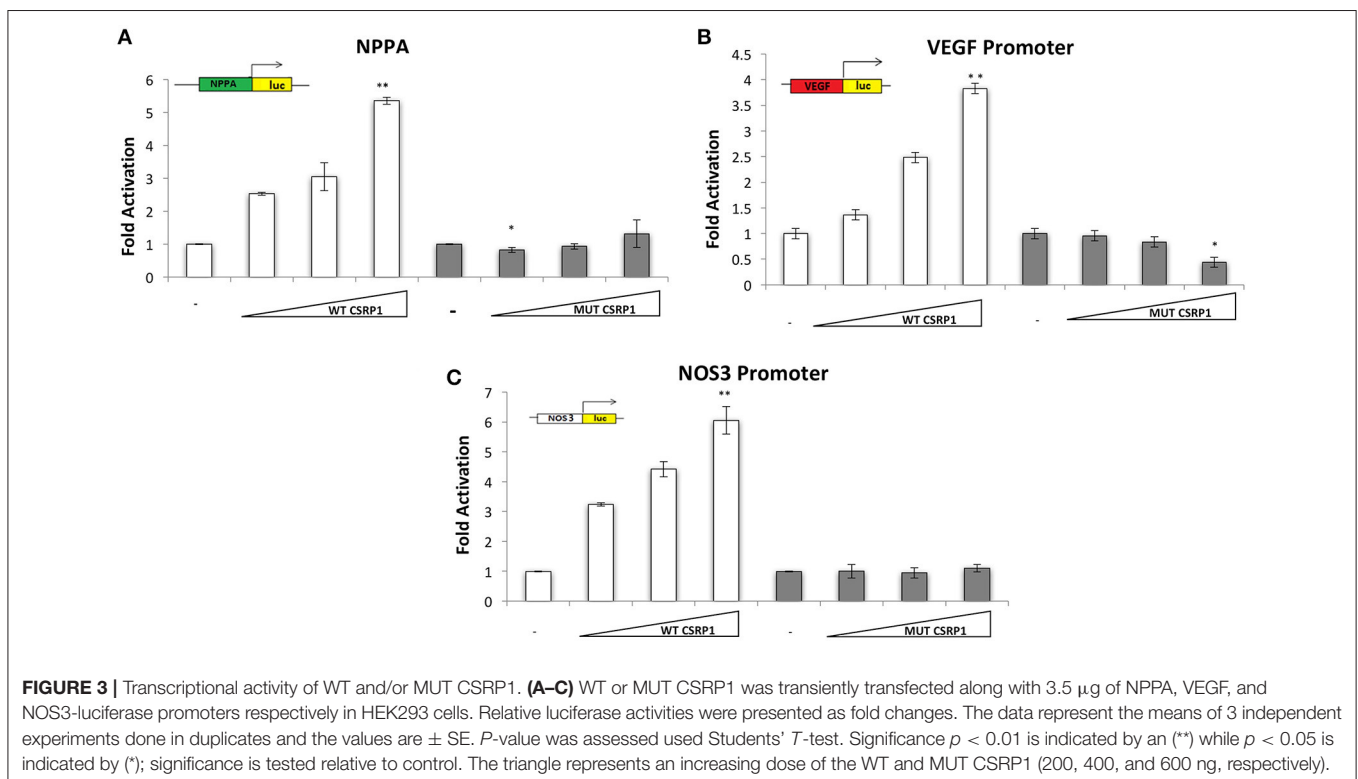 A
NPPA
NPPA luc
Fold Activation
6
5
4
3
2
1
0
**
*
-
WT CSRP1
-
MUT CSRP1
B
VEGF Promoter
VEGF luc
Fold Activation
4.5
4
3.5
3
2.5
2
1.5
1
0.5
0
**
*
-
WT CSRP1
-
MUT CSRP1
C
NOS3 Promoter
NOS3 luc
Fold Activation
7
6
5
4
3
2
1
0
**
-
WT CSRP1
-
MUT CSRP1
FIGURE 3 | Transcriptional activity of WT and/or MUT CSRP1. (A–C) WT or MUT CSRP1 was transiently transfected along with 3.5 μg of NPPA, VEGF, and
NOS3-luciferase promoters respectively in HEK293 cells. Relative luciferase activities were presented as fold changes. The data represent the means of 3 independent
experiments done in duplicates and the values are ± SE. P-value was assessed used Students' T-test. Significance p < 0.01 is indicated by an (**) while p < 0.05 is
indicated by (*); significance is tested relative to control. The triangle represents an increasing dose of the WT and MUT CSRP1 (200, 400, and 600 ng, respectively).